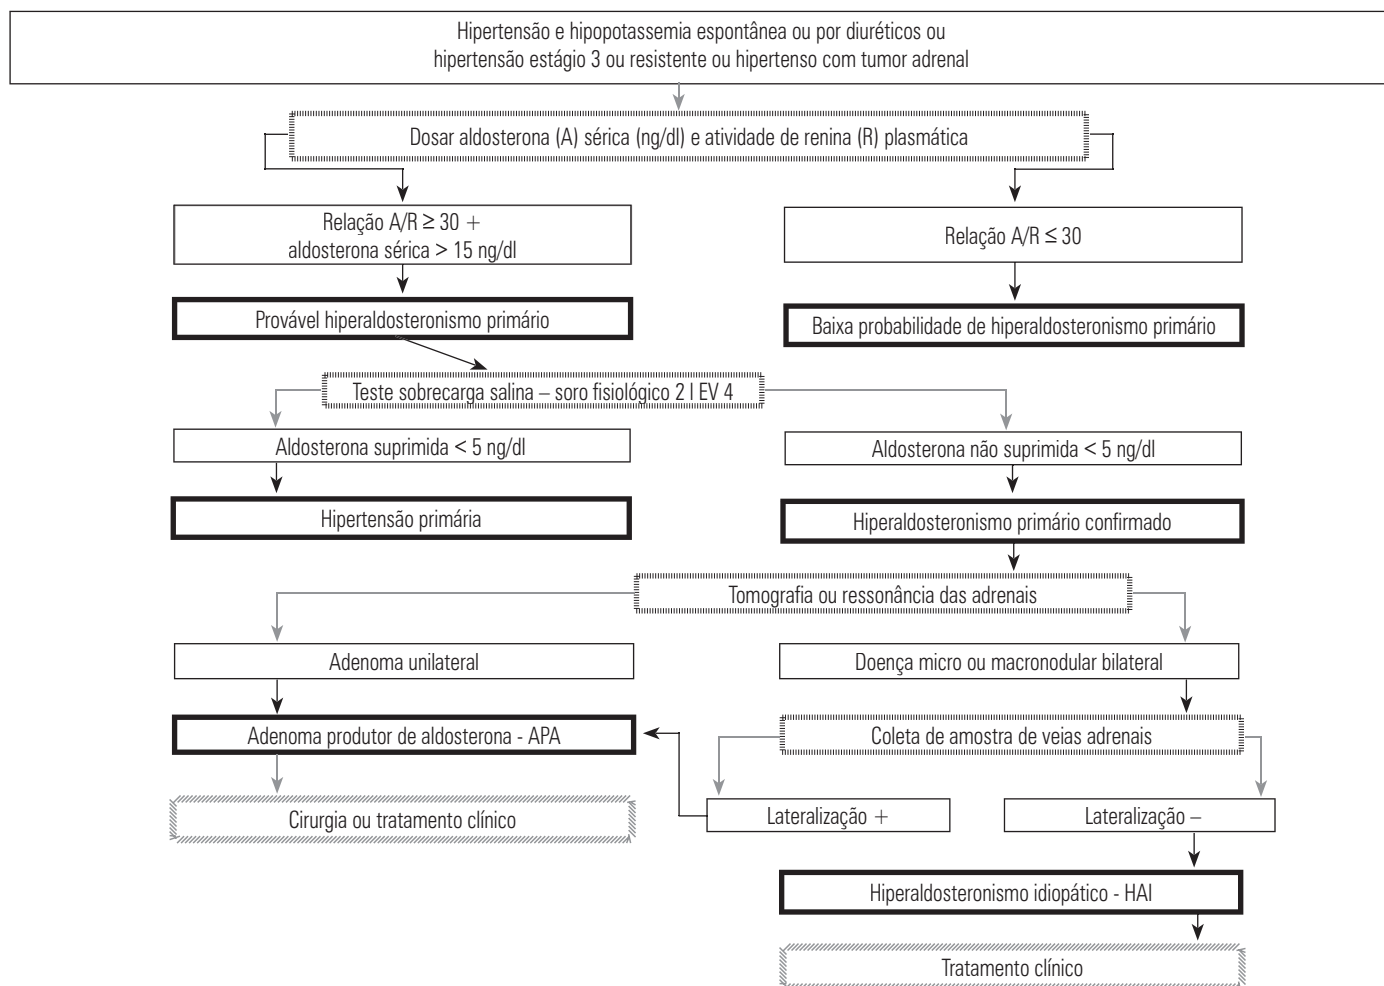 Hipertensão e hipopotassemia espontânea ou por diuréticos ou
hipertensão estágio 3 ou resistente ou hipertenso com tumor adrenal
Dosar aldosterona (A) sérica (ng/dl) e atividade de renina (R) plasmática
Relação A/R ≥ 30 +
aldosterona sérica > 15 ng/dl
Relação A/R ≤ 30
Provável hiperaldosteronismo primário
Baixa probabilidade de hiperaldosteronismo primário
Teste sobrecarga salina – soro fisiológico 2 l EV 4
Aldosterona suprimida < 5 ng/dl
Aldosterona não suprimida < 5 ng/dl
Hipertensão primária
Hiperaldosteronismo primário confirmado
Tomografia ou ressonância das adrenais
Adenoma unilateral
Doença micro ou macronodular bilateral
Adenoma produtor de aldosterona - APA
Coleta de amostra de veias adrenais
Cirurgia ou tratamento clínico
Lateralização +
Lateralização –
Hiperaldosteronismo idiopático - HAI
Tratamento clínico